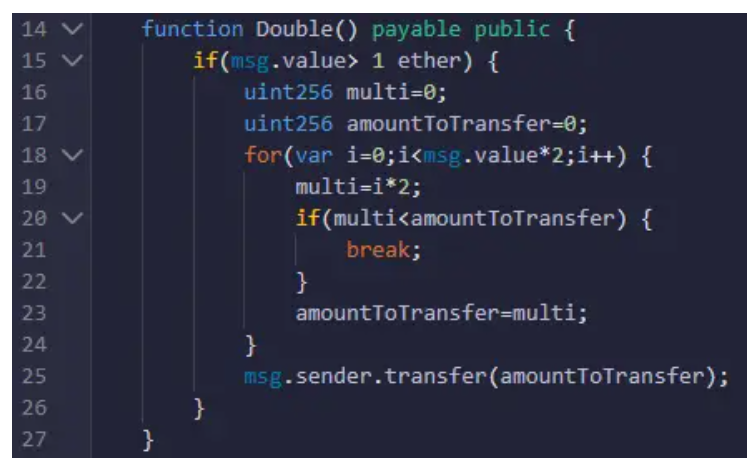 14 function Double() payable public {
15 if(msg.value> 1 ether) {
16 uint256 multi=0;
17 uint256 amountToTransfer=0;
18 for(var i=0;i<msg.value*2;i++) {
19 multi=i*2;
20 if(multi<amountToTransfer) {
21 break;
22 }
23 amountToTransfer=multi;
24 }
25 msg.sender.transfer(amountToTransfer);
26 }
27 }